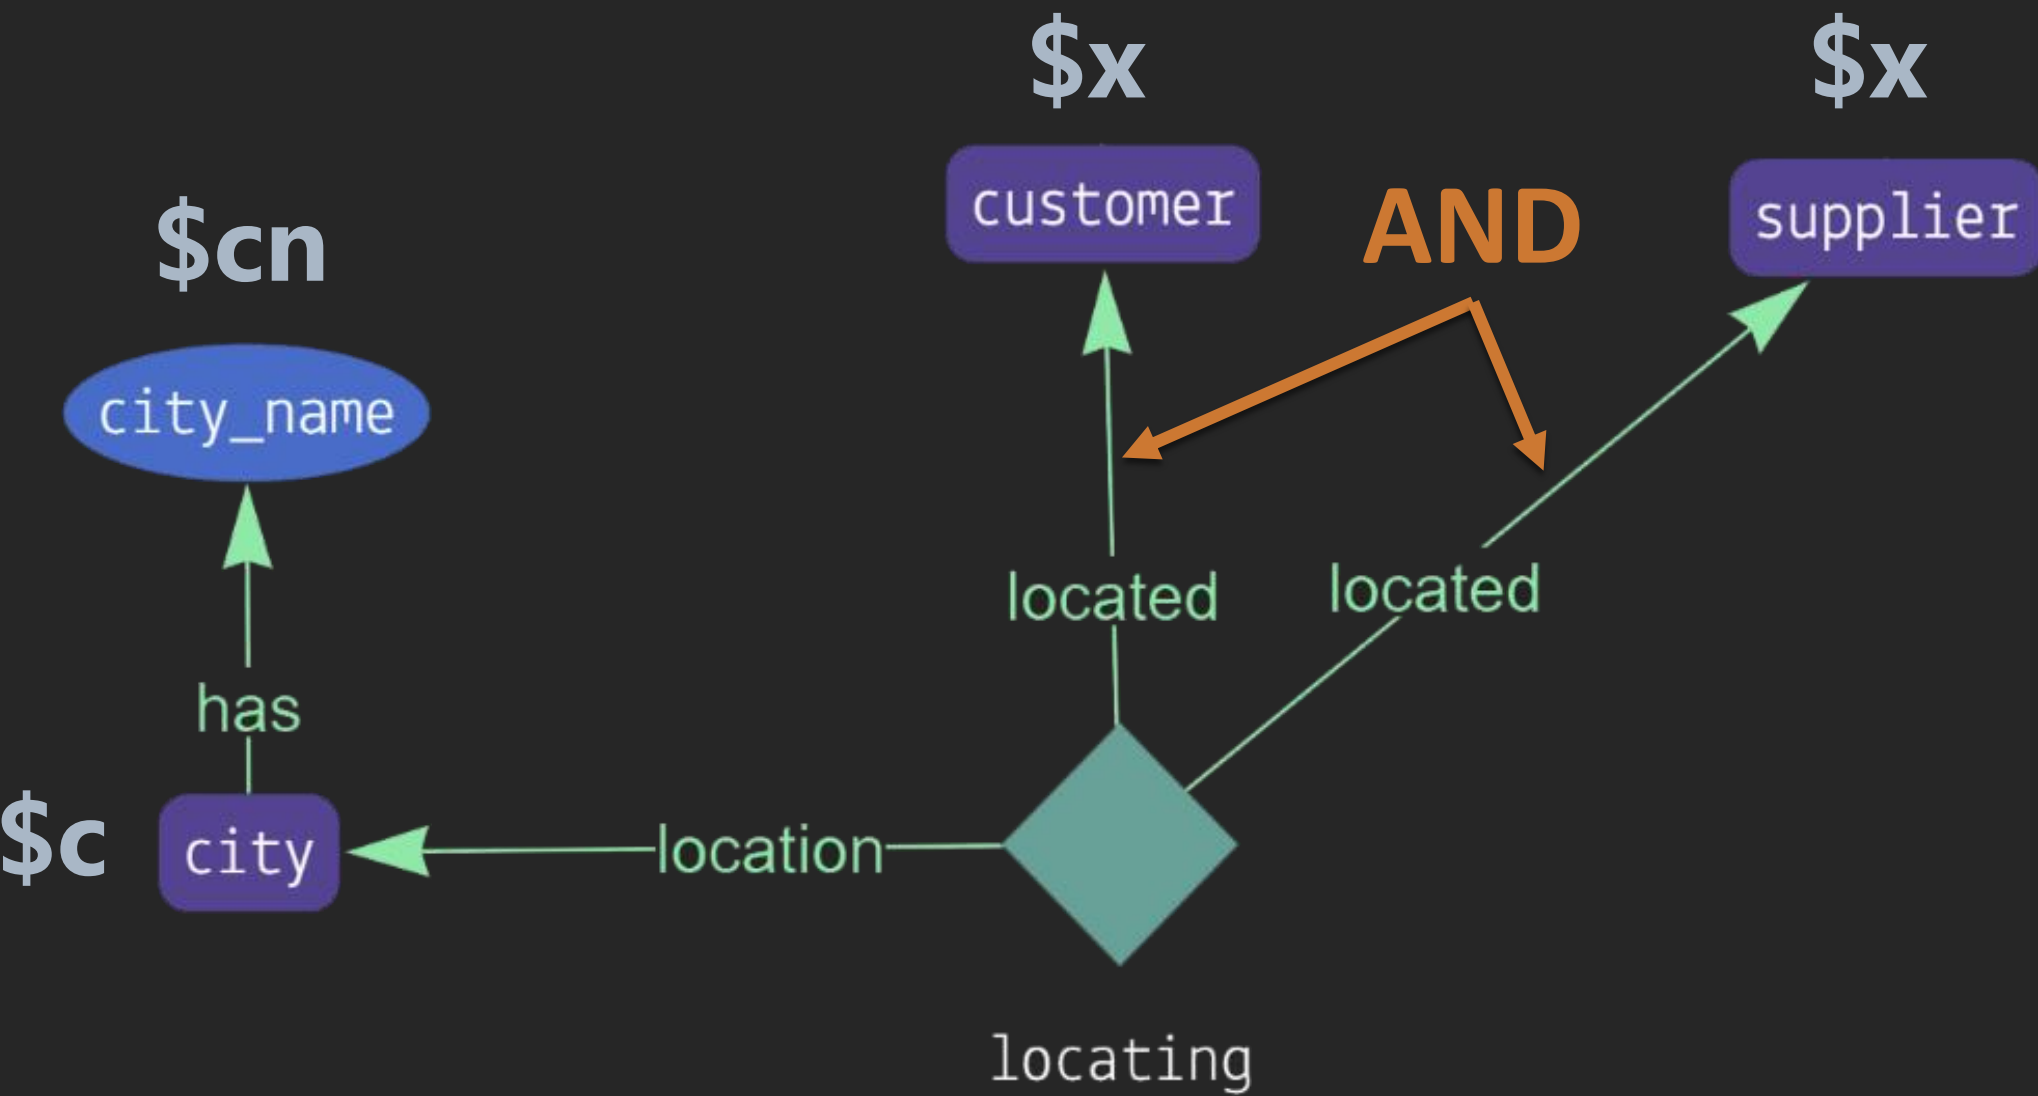 $x
$x
customer
AND
supplier
$cn
city_name
located
located
has
$c
city
location
locating